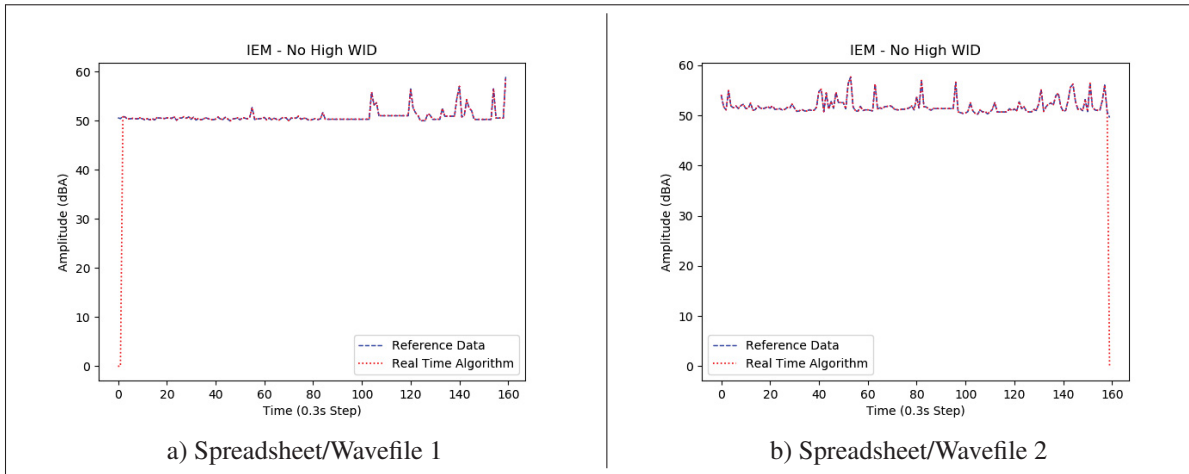 IEM - No High WID
60
50
40
30
20
10
0
Amplitude (dBA)
Reference Data
Real Time Algorithm
0 20 40 60 80 100 120 140 160
Time (0.3s Step)
a) Spreadsheet/Wavefile 1
IEM - No High WID
60
50
40
30
20
10
0
Amplitude (dBA)
Reference Data
Real Time Algorithm
0 20 40 60 80 100 120 140 160
Time (0.3s Step)
b) Spreadsheet/Wavefile 2